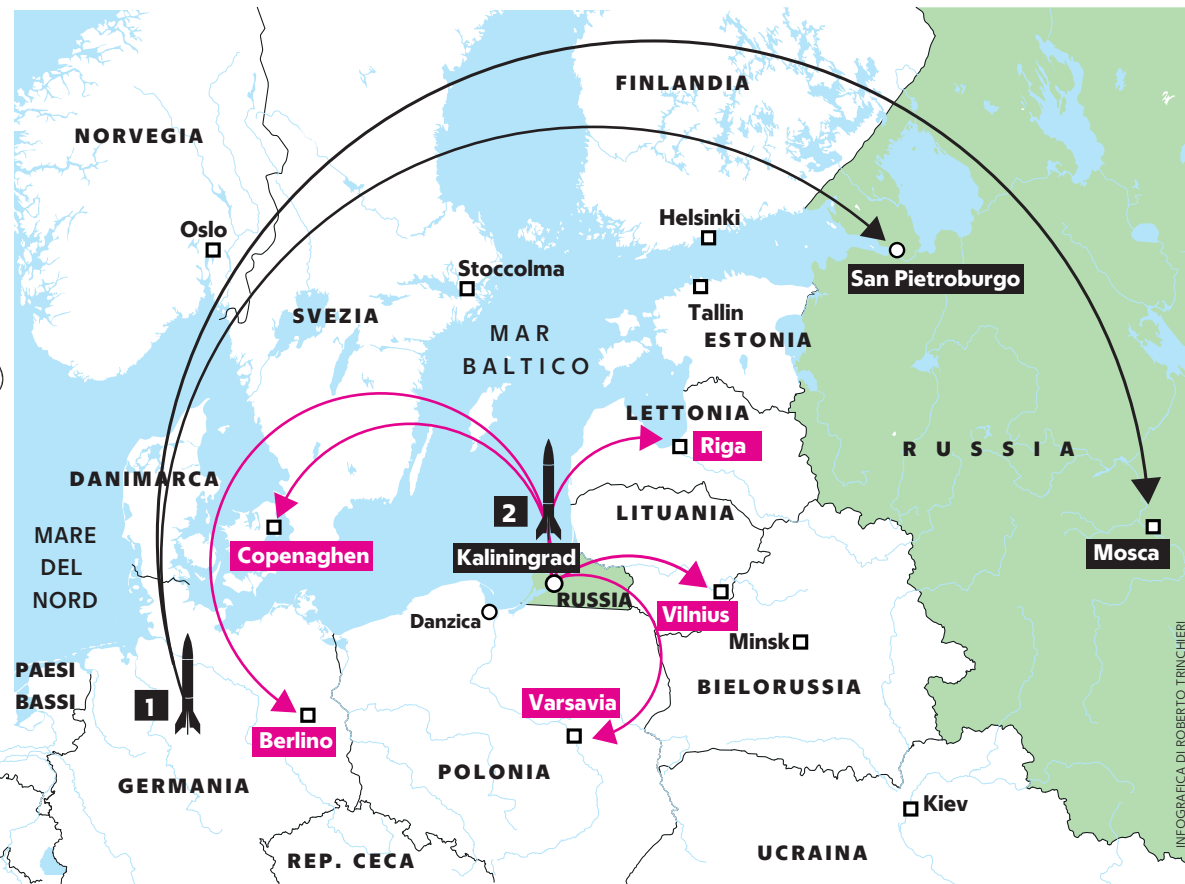 FINLANDIA
NORVEGIA
Helsinki
Oslo
Stoccolma
San Pietroburgo
SVEZIA
Tallin
MAR
BALTICO
ESTONIA
LETTONIA
Riga
RUSSIA
DANIMARCA
2
LITUANIA
MARE
DEL
NORD
Copenaghen
Kaliningrad
Mosca
RUSSIA
Danzica
Vilnius
Minsk
PAESI
BASSI
1
BIELORUSSIA
Varsavia
Berlino
POLONIA
GERMANIA
Kiev
REP. CECA
UCRAINA
INFOGRAFICA DI ROBERTO TRINCHIERI